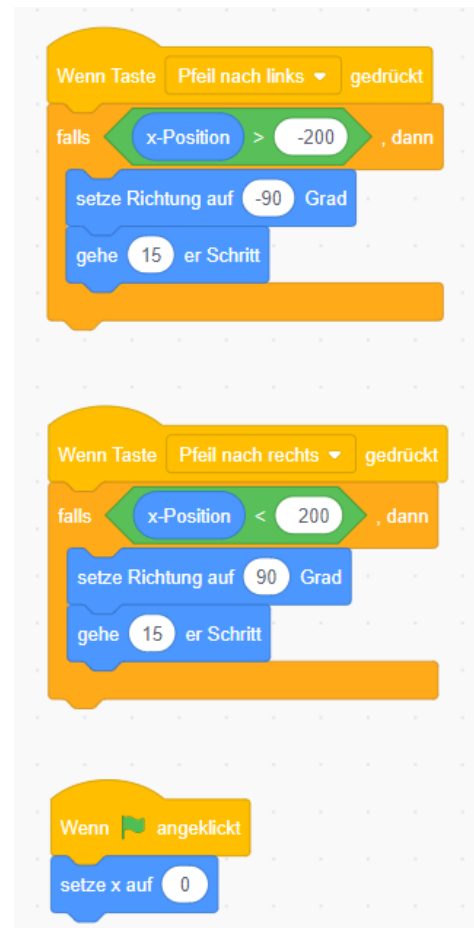 Wenn Taste Pfeil nach links gedrückt
falls x-Position > -200 , dann
setze Richtung auf -90 Grad
gehe 15 er Schritt
Wenn Taste Pfeil nach rechts gedrückt
falls x-Position < 200 , dann
setze Richtung auf 90 Grad
gehe 15 er Schritt
Wenn angeklickt
setze x auf 0